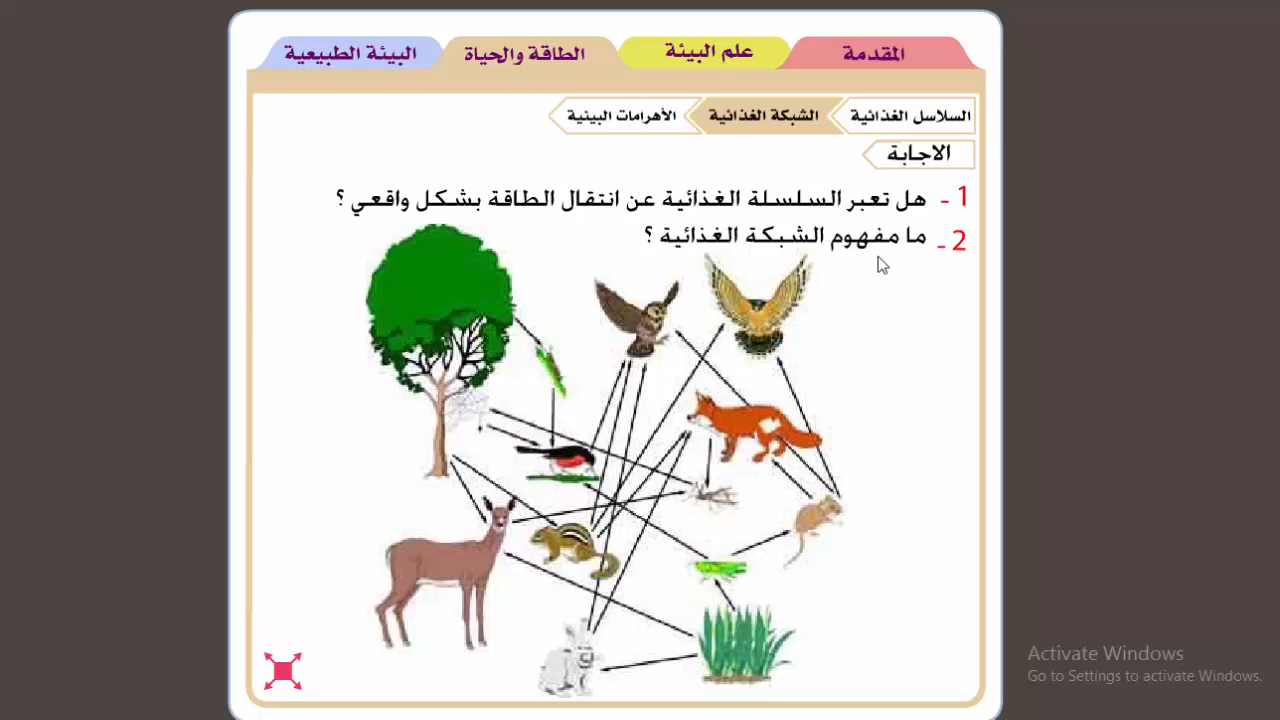 المقدمة
علم البيئة
الطاقة والحياة
البيئة الطبيعية
السلاسل الغذائية
الشبكة الغذائية
الأهرامات البيئية
الاجابة
1 - هل تعبر السلسلة الغذائية عن انتقال الطاقة بشكل واقعي ؟
2 - ما مفهوم الشبكة الغذائية ؟
Activate Windows
Go to Settings to activate Windows.